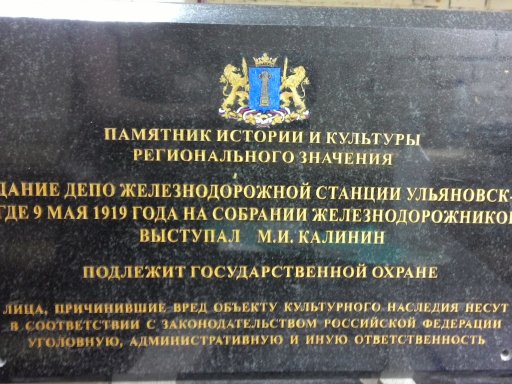 ПАМЯТНИК ИСТОРИИ И КУЛЬТУРЫ
РЕГИОНАЛЬНОГО ЗНАЧЕНИЯ
ДАНИЕ ДЕПО ЖЕЛЕЗНОДОРОЖНОЙ СТАНЦИИ УЛЬЯНОВСК-
ГДЕ 9 МАЯ 1919 ГОДА НА СОБРАНИИ ЖЕЛЕЗНОДОРОЖНИКО
ВЫСТУПАЛ М.И. КАЛИНИН
ПОДЛЕЖИТ ГОСУДАРСТВЕННОЙ ОХРАНЕ
ЛИЦА, ПРИЧИНИВШИЕ ВРЕД ОБЪЕКТУ КУЛЬТУРНОГО НАСЛЕДИЯ НЕСУТ
В СООТВЕТСТВИИ С ЗАКОНОДАТЕЛЬСТВОМ РОССИЙСКОЙ ФЕДЕРАЦИИ
УГОЛОВНУЮ, АДМИНИСТРАТИВНУЮ И ИНУЮ ОТВЕТСТВЕННОСТЬ